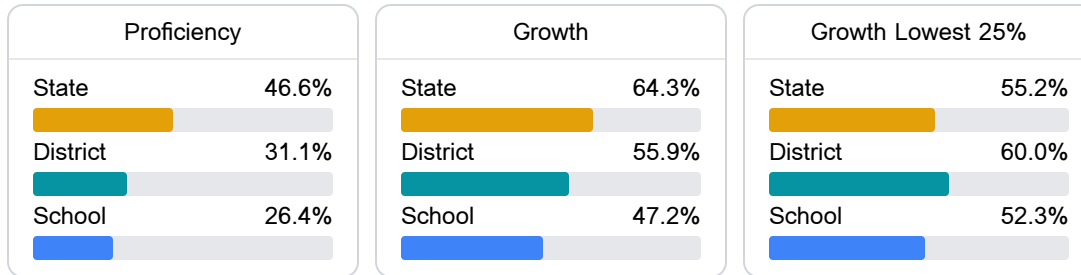 Proficiency
State 46.6%
District 31.1%
School 26.4%
Growth
State 64.3%
District 55.9%
School 47.2%
Growth Lowest 25%
State 55.2%
District 60.0%
School 52.3%